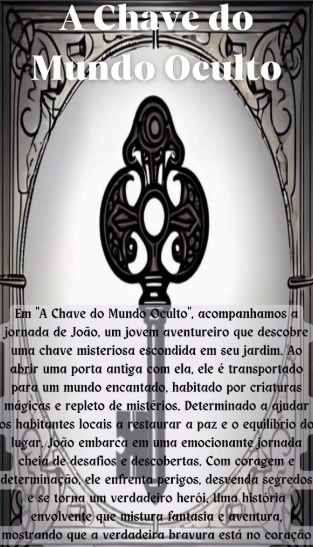 A Chave do
Mundo Oculto
Em "A Chave do Mundo Oculto", acompanhamos a
jornada de João, um jovem aventureiro que descobre
uma chave misteriosa escondida em seu jardim. Ao
abrir uma porta antiga com ela, ele é transportado
para um mundo encantado, habitado por criaturas
mágicas e repleto de mistérios. Determinado a ajudar
os habitantes locais a restaurar a paz e o equilíbrio do
lugar, João embarca em uma emocionante jornada
cheia de desafios e descobertas. Com coragem e
determinação, ele enfrenta perigos, desvenda segredos
e se torna um verdadeiro herói. Uma história
envolvente que mistura fantasia e aventura,
mostrando que a verdadeira bravura está no coração